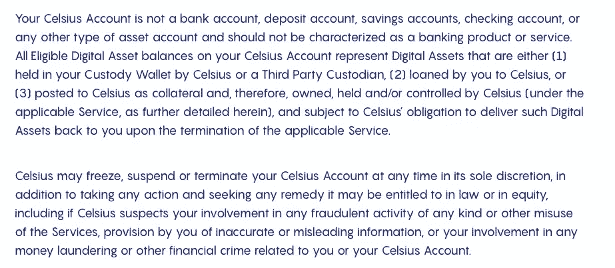 Your Celsius Account is not a bank account, deposit account, savings accounts, checking account, or
any other type of asset account and should not be characterized as a banking product or service.
All Eligible Digital Asset balances on your Celsius Account represent Digital Assets that are either (1)
held in your Custody Wallet by Celsius or a Third Party Custodian, (2) loaned by you to Celsius, or
(3) posted to Celsius as collateral and, therefore, owned, held and/or controlled by Celsius (under the
applicable Service, as further detailed herein), and subject to Celsius' obligation to deliver such Digital
Assets back to you upon the termination of the applicable Service.
Celsius may freeze, suspend or terminate your Celsius Account at any time in its sole discretion, in
addition to taking any action and seeking any remedy it may be entitled to in law or in equity,
including if Celsius suspects your involvement in any fraudulent activity of any kind or other misuse
of the Services, provision by you of inaccurate or misleading information, or your involvement in any
money laundering or other financial crime related to you or your Celsius Account.